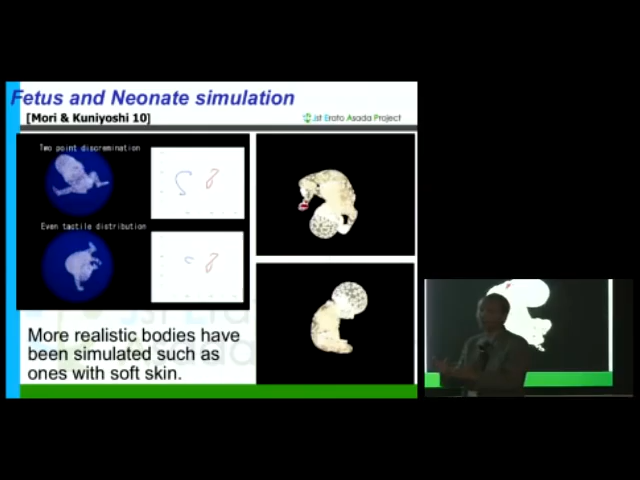 Fetus and Neonate simulation
[Mori & Kuniyoshi 10]
Jst Erato Asada Project
Two point discremination
Even tactile distribution
More realistic bodies have
been simulated such as
ones with soft skin.